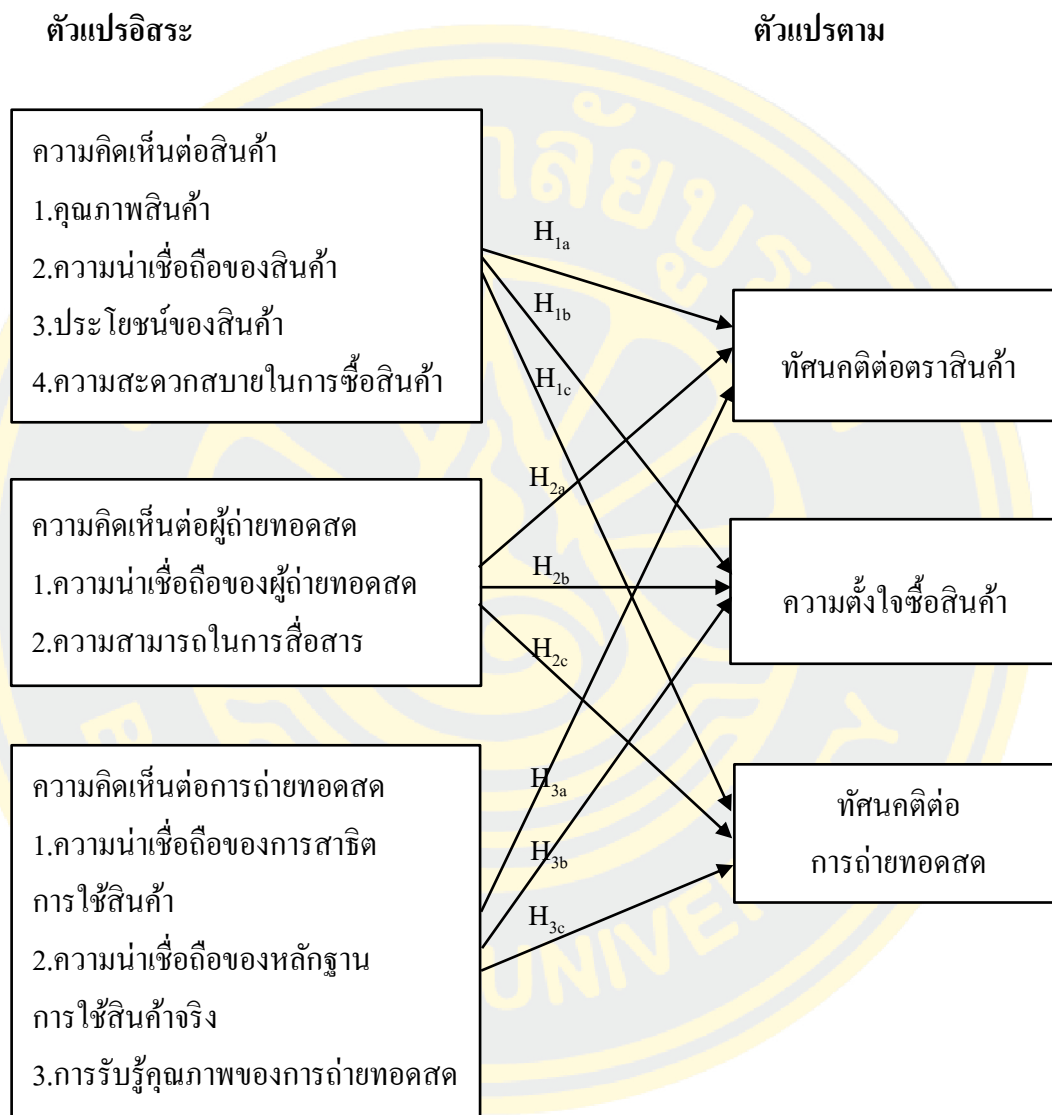 ตัวแปรอิสระ
ตัวแปรตาม
ความคิดเห็นต่อสินค้า
1.คุณภาพสินค้า
2.ความน่าเชื่อถือของสินค้า
3.ประโยชน์ของสินค้า
4.ความสะดวกสบายในการซื้อสินค้า
ความคิดเห็นต่อผู้ถ่ายทอดสด
1.ความน่าเชื่อถือของผู้ถ่ายทอดสด
2.ความสามารถในการสื่อสาร
ความคิดเห็นต่อการถ่ายทอดสด
1.ความน่าเชื่อถือของการสาธิต
การใช้สินค้า
2.ความน่าเชื่อถือของหลักฐาน
การใช้สินค้าจริง
3.การรับรู้คุณภาพของการถ่ายทอดสด
H1a
H1b
H1c
H2a
H2b
H2c
H3a
H3b
H3c
ทัศนคติต่อตราสินค้า
ความตั้งใจซื้อสินค้า
ทัศนคติต่อ
การถ่ายทอดสด